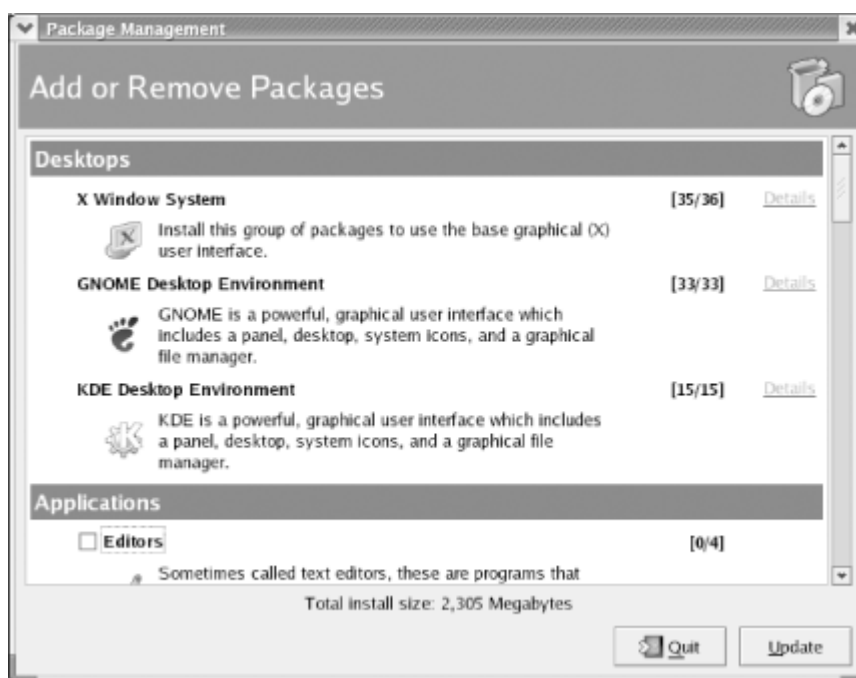 Package Management
Add or Remove Packages
Desktops
X Window System [35/36] Details
Install this group of packages to use the base graphical (X)
user interface.
GNOME Desktop Environment [33/33] Details
GNOME is a powerful, graphical user interface which
includes a panel, desktop, system icons, and a graphical
file manager.
KDE Desktop Environment [15/15] Details
KDE is a powerful, graphical user interface which includes
a panel, desktop, system icons, and a graphical file
manager.
Applications
Editors [0/4]
Sometimes called text editors, these are programs that
Total install size: 2,305 Megabytes
Quit Update